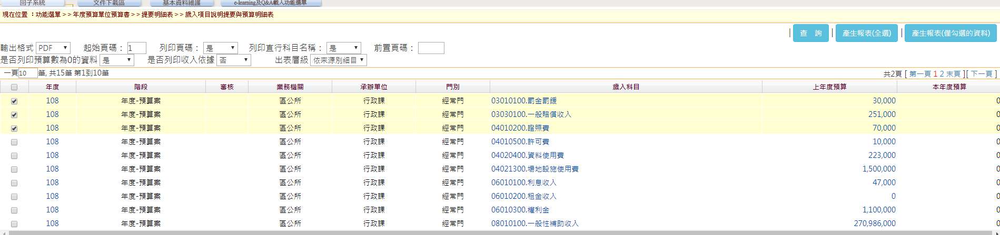 回子系統 文件下載區 基本資料維護 e-learning及Q&A載入功能選單
現在位置 ：功能選單>>年度預算單位預算書>>提要明細表>>歲入項目說明提要與預算明細表
查 詢 產生報表(全選) 產生報表(僅勾選的資料)
輸出格式 PDF 起始頁碼： 1 列印頁碼： 是 列印直行科目名稱： 是 前置頁碼：
是否列印預算數為0的資料 是 是否列印收入依據 否 出表層級 依來源別細目
一頁10筆, 共15筆 第1到10筆 共2頁 [ 第一頁 1 2 末頁 ][ 下一頁 ]
年度 階段 審核 業務機關 承辦單位 門別 歲入科目 上年度預算 本年度預算
108 年度-預算案 區公所 行政課 經常門 03010100.罰金罰鍰 30,000 0
108 年度-預算案 區公所 行政課 經常門 03030100.一般賠償收入 251,000 0
108 年度-預算案 區公所 行政課 經常門 04010200.證照費 70,000 0
108 年度-預算案 區公所 行政課 經常門 04010500.許可費 10,000 0
108 年度-預算案 區公所 行政課 經常門 04020400.資料使用費 223,000 0
108 年度-預算案 區公所 行政課 經常門 04021300.場地設施使用費 1,500,000 0
108 年度-預算案 區公所 行政課 經常門 06010100.利息收入 47,000 0
108 年度-預算案 區公所 行政課 經常門 06010200.租金收入 0 0
108 年度-預算案 區公所 行政課 經常門 06010300.權利金 1,100,000 0
108 年度-預算案 區公所 行政課 經常門 08010100.一般性補助收入 270,986,000 0